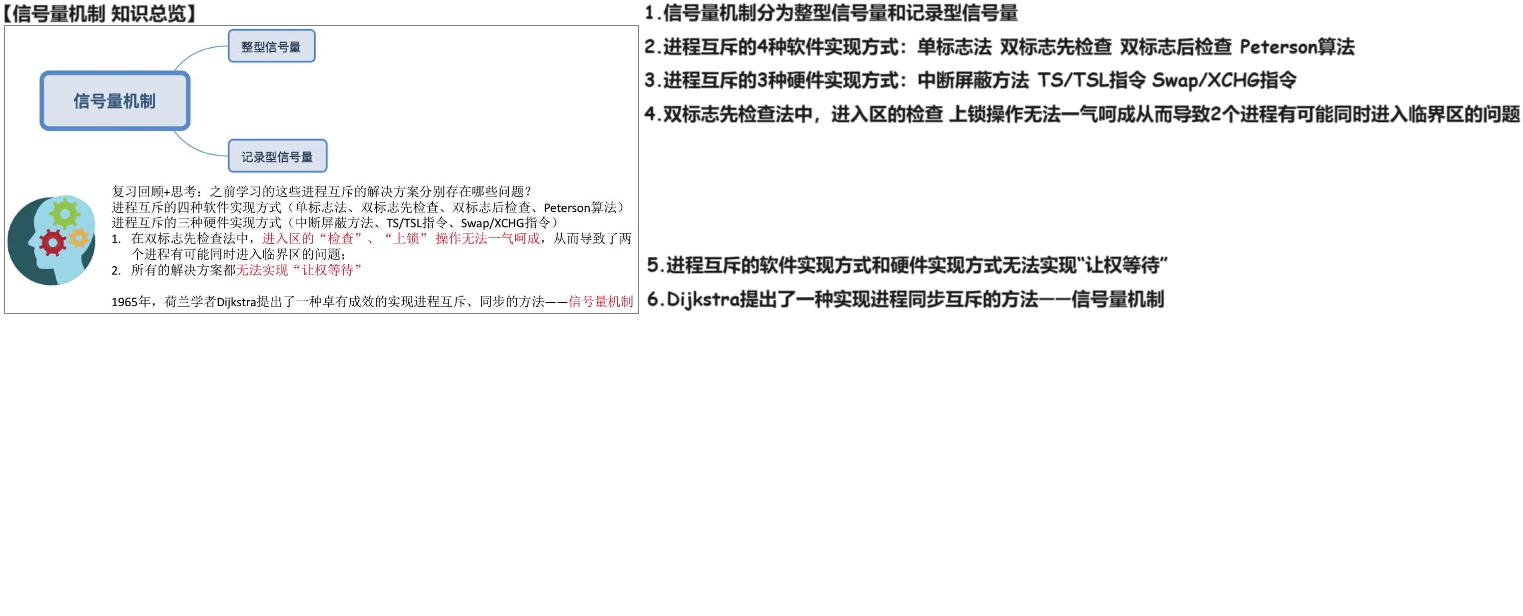 【信号量机制 知识总览】
整型信号量
信号量机制
记录型信号量
复习回顾+思考：之前学习的这些进程互斥的解决方案分别存在哪些问题？
进程互斥的四种软件实现方式（单标志法、双标志先检查、双标志后检查、Peterson算法）
进程互斥的三种硬件实现方式（中断屏蔽方法、TS/TSL指令、Swap/XCHG指令）
1. 在双标志先检查法中，进入区的“检查”、“上锁” 操作无法一气呵成，从而导致了两
个进程有可能同时进入临界区的问题；
2. 所有的解决方案都无法实现“让权等待”
1965年，荷兰学者Dijkstra提出了一种卓有成效的实现进程互斥、同步的方法——信号量机制
1.信号量机制分为整型信号量和记录型信号量
2.进程互斥的4种软件实现方式：单标志法 双标志先检查 双标志后检查 Peterson算法
3.进程互斥的3种硬件实现方式：中断屏蔽方法 TS/TSL指令 Swap/XCHG指令
4.双标志先检查法中，进入区的检查 上锁操作无法一气呵成从而导致2个进程有可能同时进入临界区的问题
5.进程互斥的软件实现方式和硬件实现方式无法实现“让权等待”
6.Dijkstra提出了一种实现进程同步互斥的方法——信号量机制